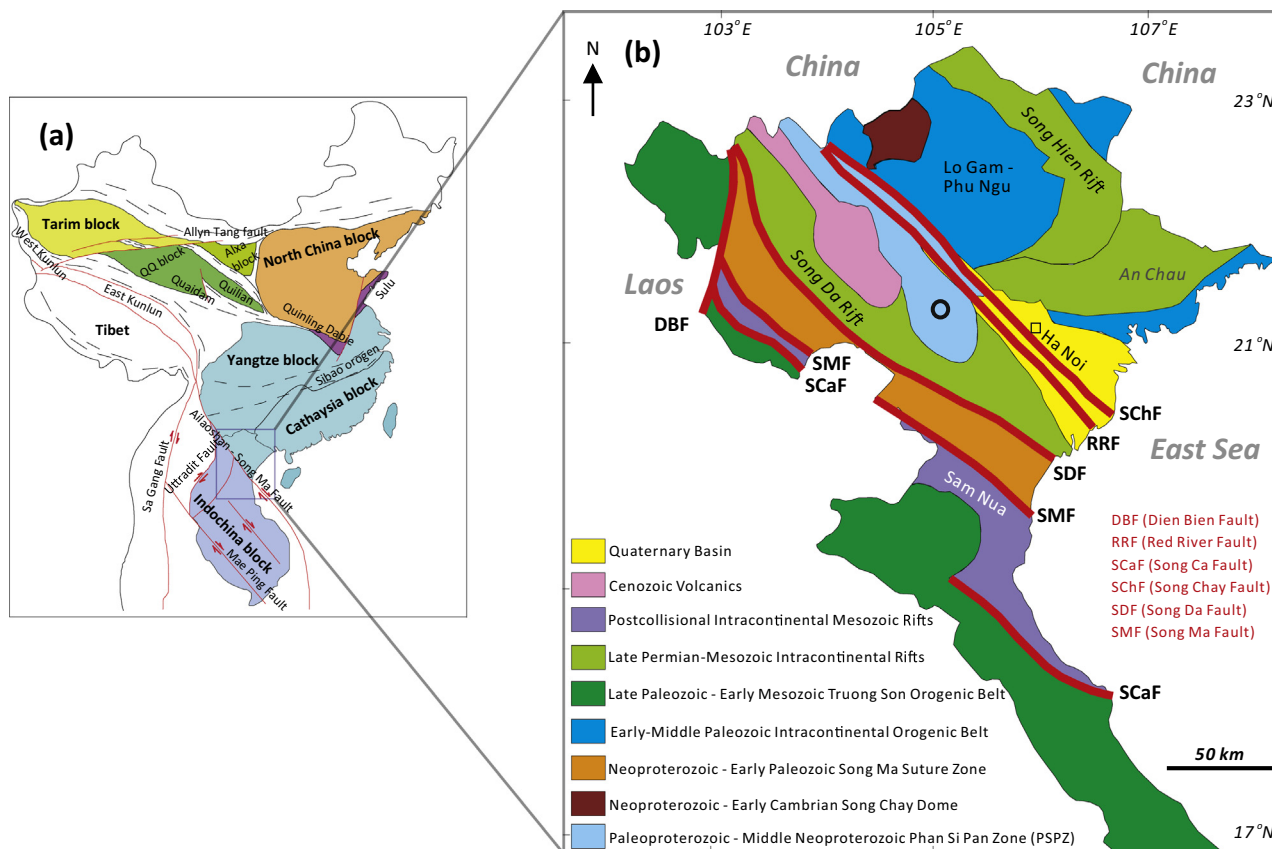 (a)
Tarim block
Allyn Tang fault
Alxa
block
North China block
West Kunlun
QQ block
Quaidam
Quilian
East Kunlun
Sulu
Quinling Dabie
Tibet
Yangtze block
Sibao orogen
Cathaysia block
Ailaoshan - Song Ma Fault
Sa Gang Fault
Uttradit Fault
Indochina block
Mae Ping Fault
103°E
105°E
107°E
N
(b)
China
China
23°N
Song Hien Rift
Lo Gam -
Phu Ngu
An Chau
Laos
Song Da Rift
DBF
21°N
Ha Noi
SMF
SCaF
SChF
RRF
East Sea
SDF
Sam Nua
SMF
DBF (Dien Bien Fault)
RRF (Red River Fault)
SCaF (Song Ca Fault)
SChF (Song Chay Fault)
SDF (Song Da Fault)
SMF (Song Ma Fault)
Quaternary Basin
Cenozoic Volcanics
Postcollisional Intracontinental Mesozoic Rifts
Late Permian-Mesozoic Intracontinental Rifts
Late Paleozoic - Early Mesozoic Truong Son Orogenic Belt
Early-Middle Paleozoic Intracontinental Orogenic Belt
Neoproterozoic - Early Paleozoic Song Ma Suture Zone
Neoproterozoic - Early Cambrian Song Chay Dome
Paleoproterozoic - Middle Neoproterozoic Phan Si Pan Zone (PSPZ)
SCaF
50 km
17°N